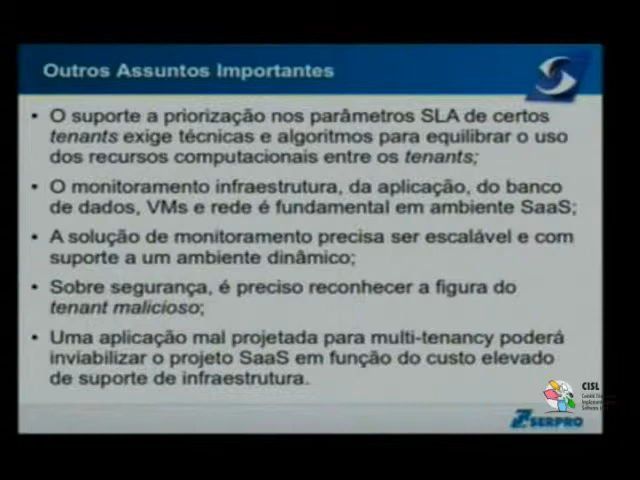 Outros Assuntos Importantes
• O suporte a priorização nos parâmetros SLA de certos
tenants exige técnicas e algoritmos para equilibrar o uso
dos recursos computacionais entre os tenants;
• O monitoramento infraestrutura, da aplicação, do banco
de dados, VMs e rede é fundamental em ambiente SaaS;
• A solução de monitoramento precisa ser escalável e com
suporte a um ambiente dinâmico;
• Sobre segurança, é preciso reconhecer a figura do
tenant malicioso;
• Uma aplicação mal projetada para multi-tenancy poderá
inviabilizar o projeto SaaS em função do custo elevado
de suporte de infraestrutura.
CISL
SERPRO